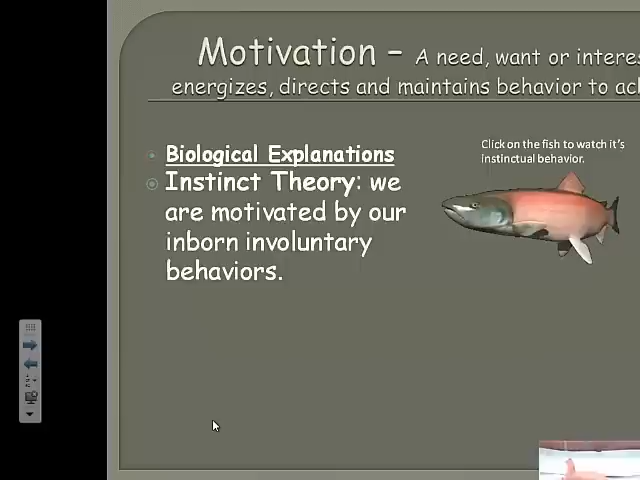 Motivation – A need, want or interes
energizes, directs and maintains behavior to ac
Click on the fish to watch it's
instinctual behavior.
Biological Explanations
Instinct Theory: we
are motivated by our
inborn involuntary
behaviors.